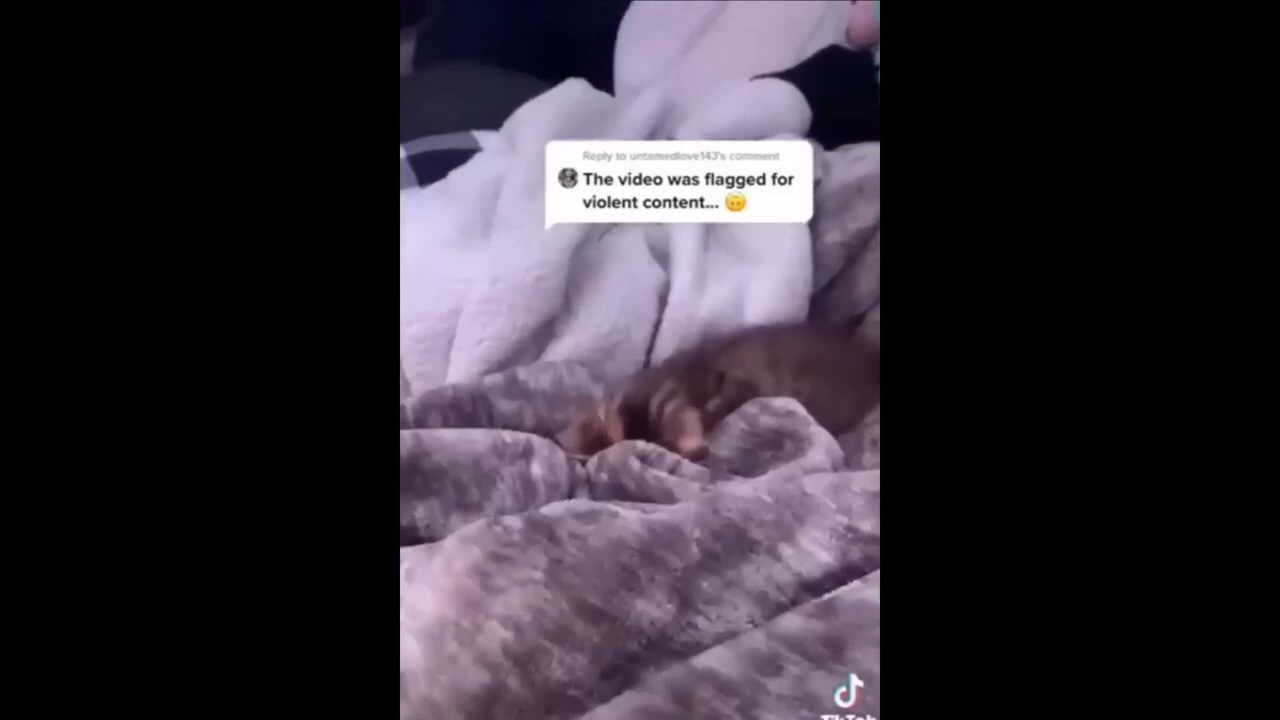 Reply to untamedlove143's comment
The video was flagged for
violent content... 🙃
TikTok